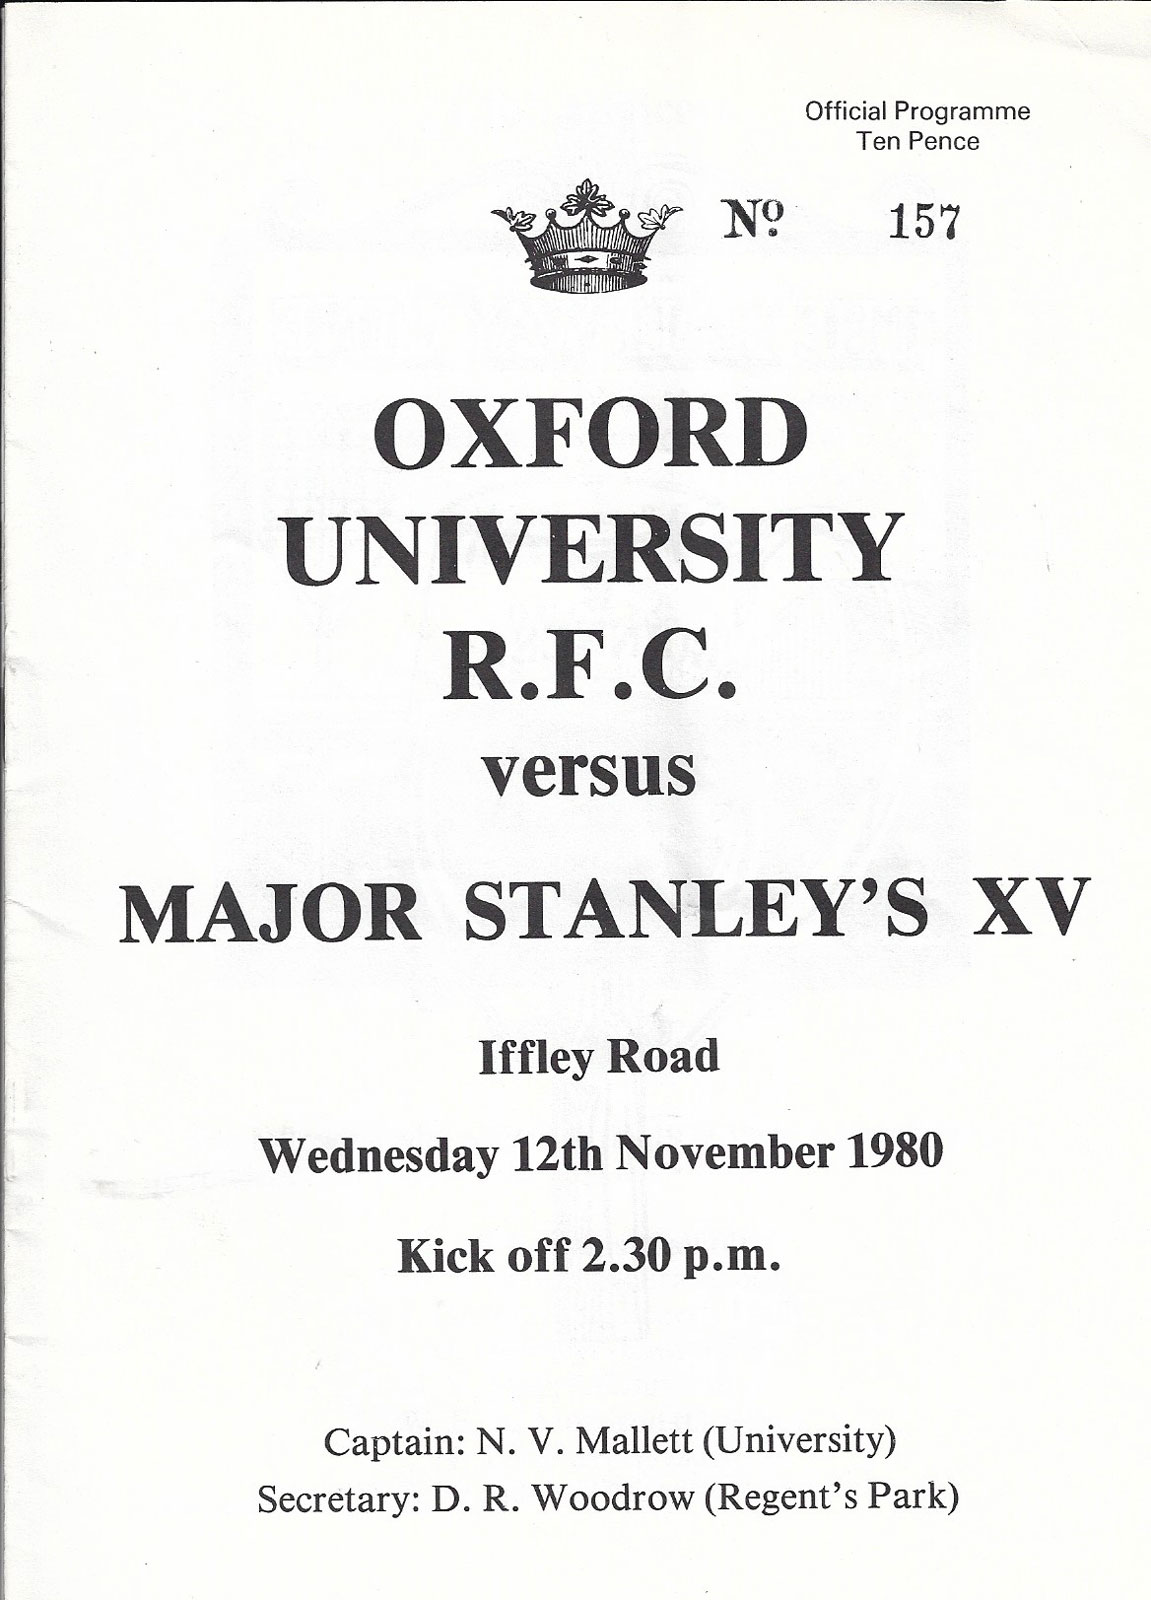 Official Programme
Ten Pence
Nº. 157
OXFORD
UNIVERSITY
R.F.C.
versus
MAJOR STANLEY'S XV
Iffley Road
Wednesday 12th November 1980
Kick off 2.30 p.m.
Captain: N. V. Mallett (University)
Secretary: D. R. Woodrow (Regent's Park)